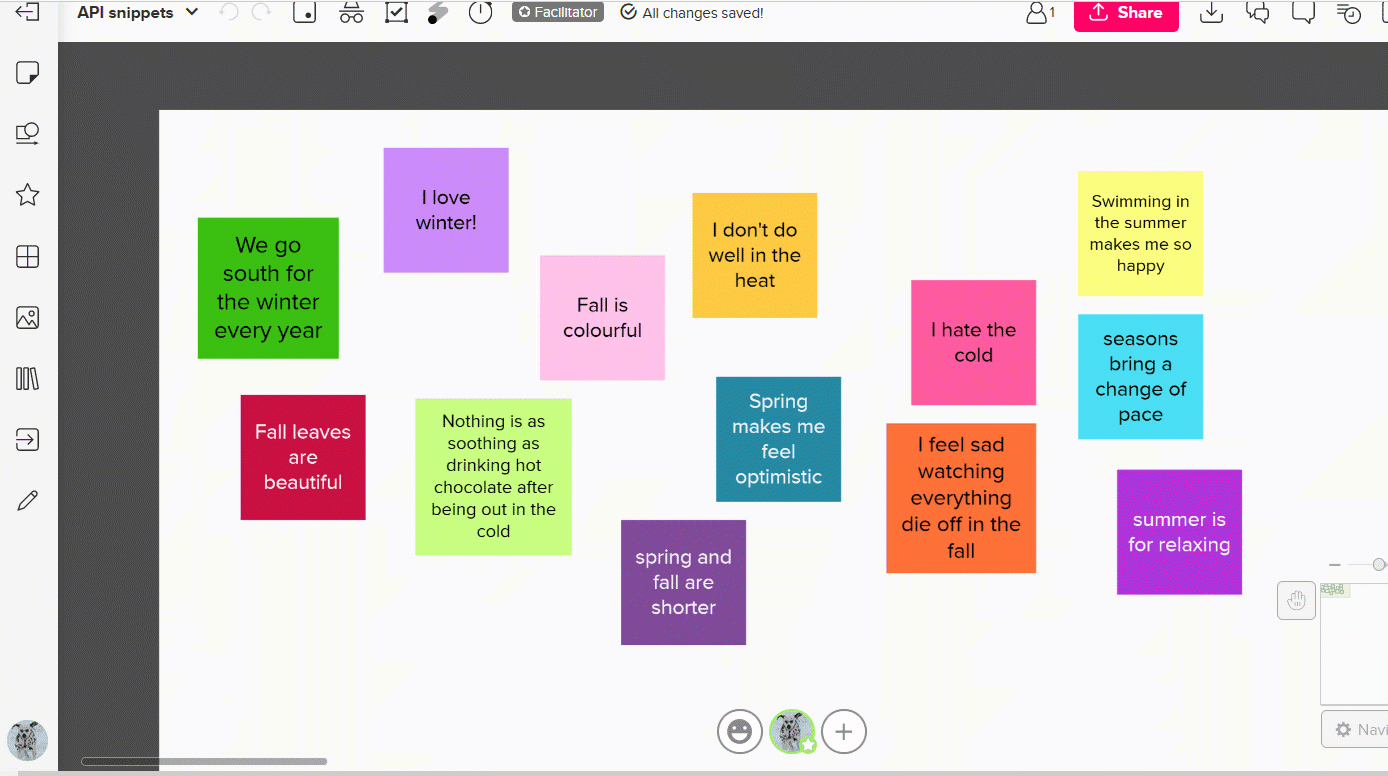 API snippets
Facilitator
All changes saved!
1
Share
I love
winter!
We go
south for
the winter
every year
Fall is
colourful
I don't do
well in the
heat
Swimming in
the summer
makes me so
happy
I hate the
cold
seasons
bring a
change of
pace
Fall leaves
are
beautiful
Nothing is as
soothing as
drinking hot
chocolate after
being out in the
cold
Spring
makes me
feel
optimistic
I feel sad
watching
everything
die off in the
fall
spring and
fall are
shorter
summer is
for relaxing
Navi